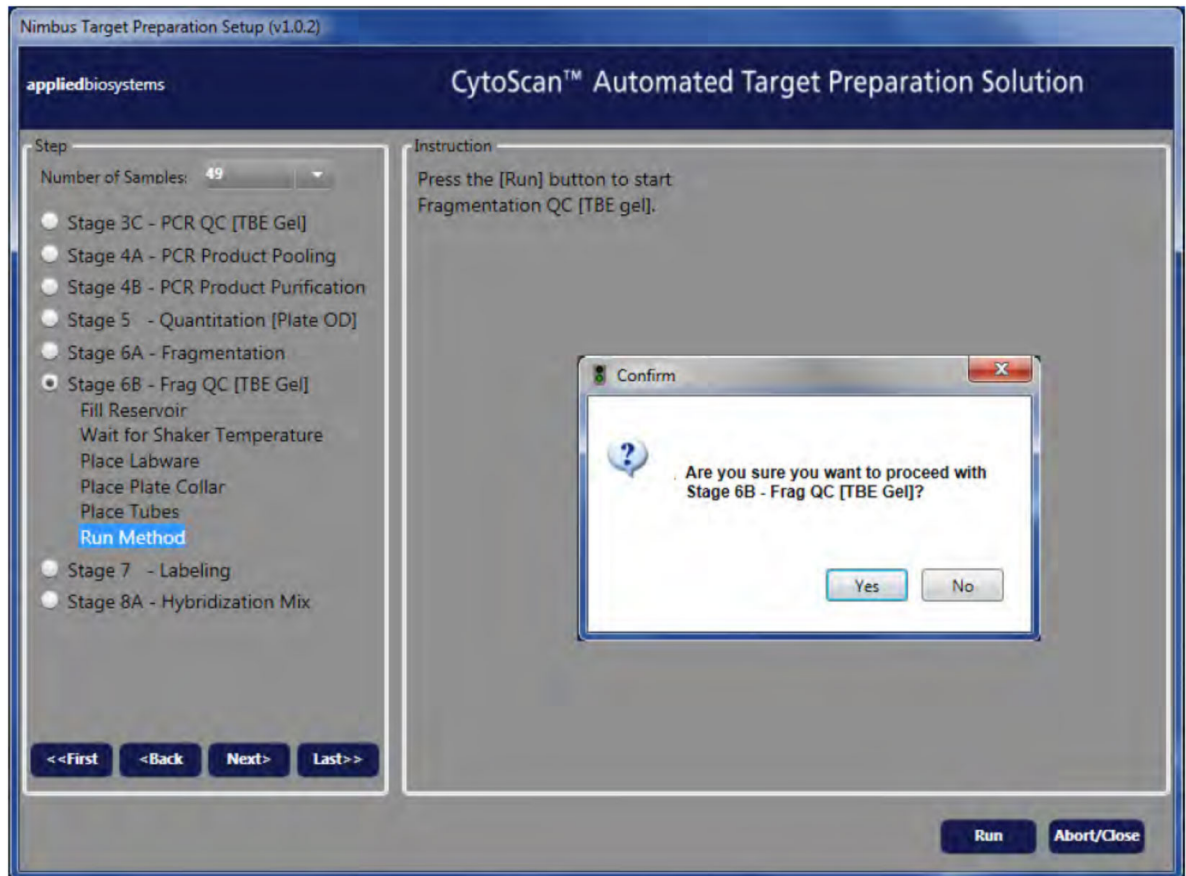 Nimbus Target Preparation Setup (v1.0.2)
appliedbiosystems
CytoScan™ Automated Target Preparation Solution
Step
Number of Samples: 49
Stage 3C - PCR QC [TBE Gel]
Stage 4A - PCR Product Pooling
Stage 4B - PCR Product Purification
Stage 5 - Quantitation [Plate OD]
Stage 6A - Fragmentation
Stage 6B - Frag QC [TBE Gel]
Fill Reservoir
Wait for Shaker Temperature
Place Labware
Place Plate Collar
Place Tubes
Run Method
Stage 7 - Labeling
Stage 8A - Hybridization Mix
<<First <Back Next> Last>>
Instruction
Press the [Run] button to start
Fragmentation QC [TBE gel].
Confirm
Are you sure you want to proceed with
Stage 6B - Frag QC [TBE Gel]?
Yes No
Run Abort/Close